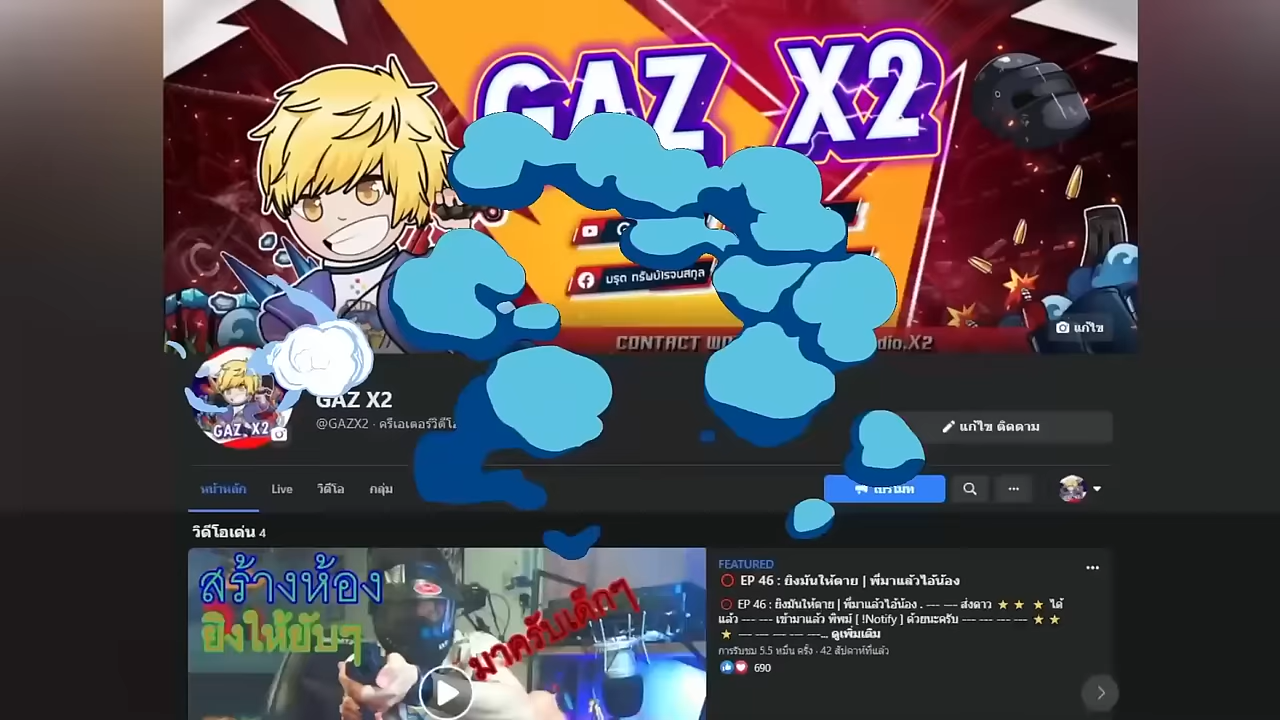 GAZ X2
บรุด ทรัพย์โรจนสกุล
CONTACT
dio.X2
แก้ไข
GAZ X2
GAZ X2
@GAZX2 · ครีเอเตอร์วิดีโอ
แก้ไข ติดตาม
หน้าหลัก Live วิดีโอ กลุ่ม
โปรโมท
วิดีโอเด่น 4
สร้างห้อง
ยิงให้ยับๆ
มาครับเด็กๆ
FEATURED
⭕ EP 46 : ยิงมันให้ตาย | พี่มาแล้วไอ้น้อง
⭕ EP 46 : ยิงมันให้ตาย | พี่มาแล้วไอ้น้อง . --- --- ส่งดาว ★ ★ ★ ได้
แล้ว --- --- เข้ามาแล้ว พิพม์ [ !Notify ] ด้วยนะครับ --- --- --- --- ★ ★
★ --- --- --- --- ---... ดูเพิ่มเติม
การรับชม 5.5 หมื่น ครั้ง · 42 สัปดาห์ที่แล้ว
690